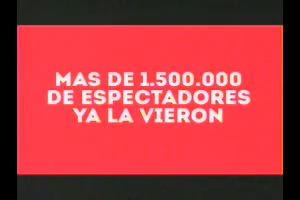 MAS DE 1.500.000
DE ESPECTADORES
YA LA VIERON